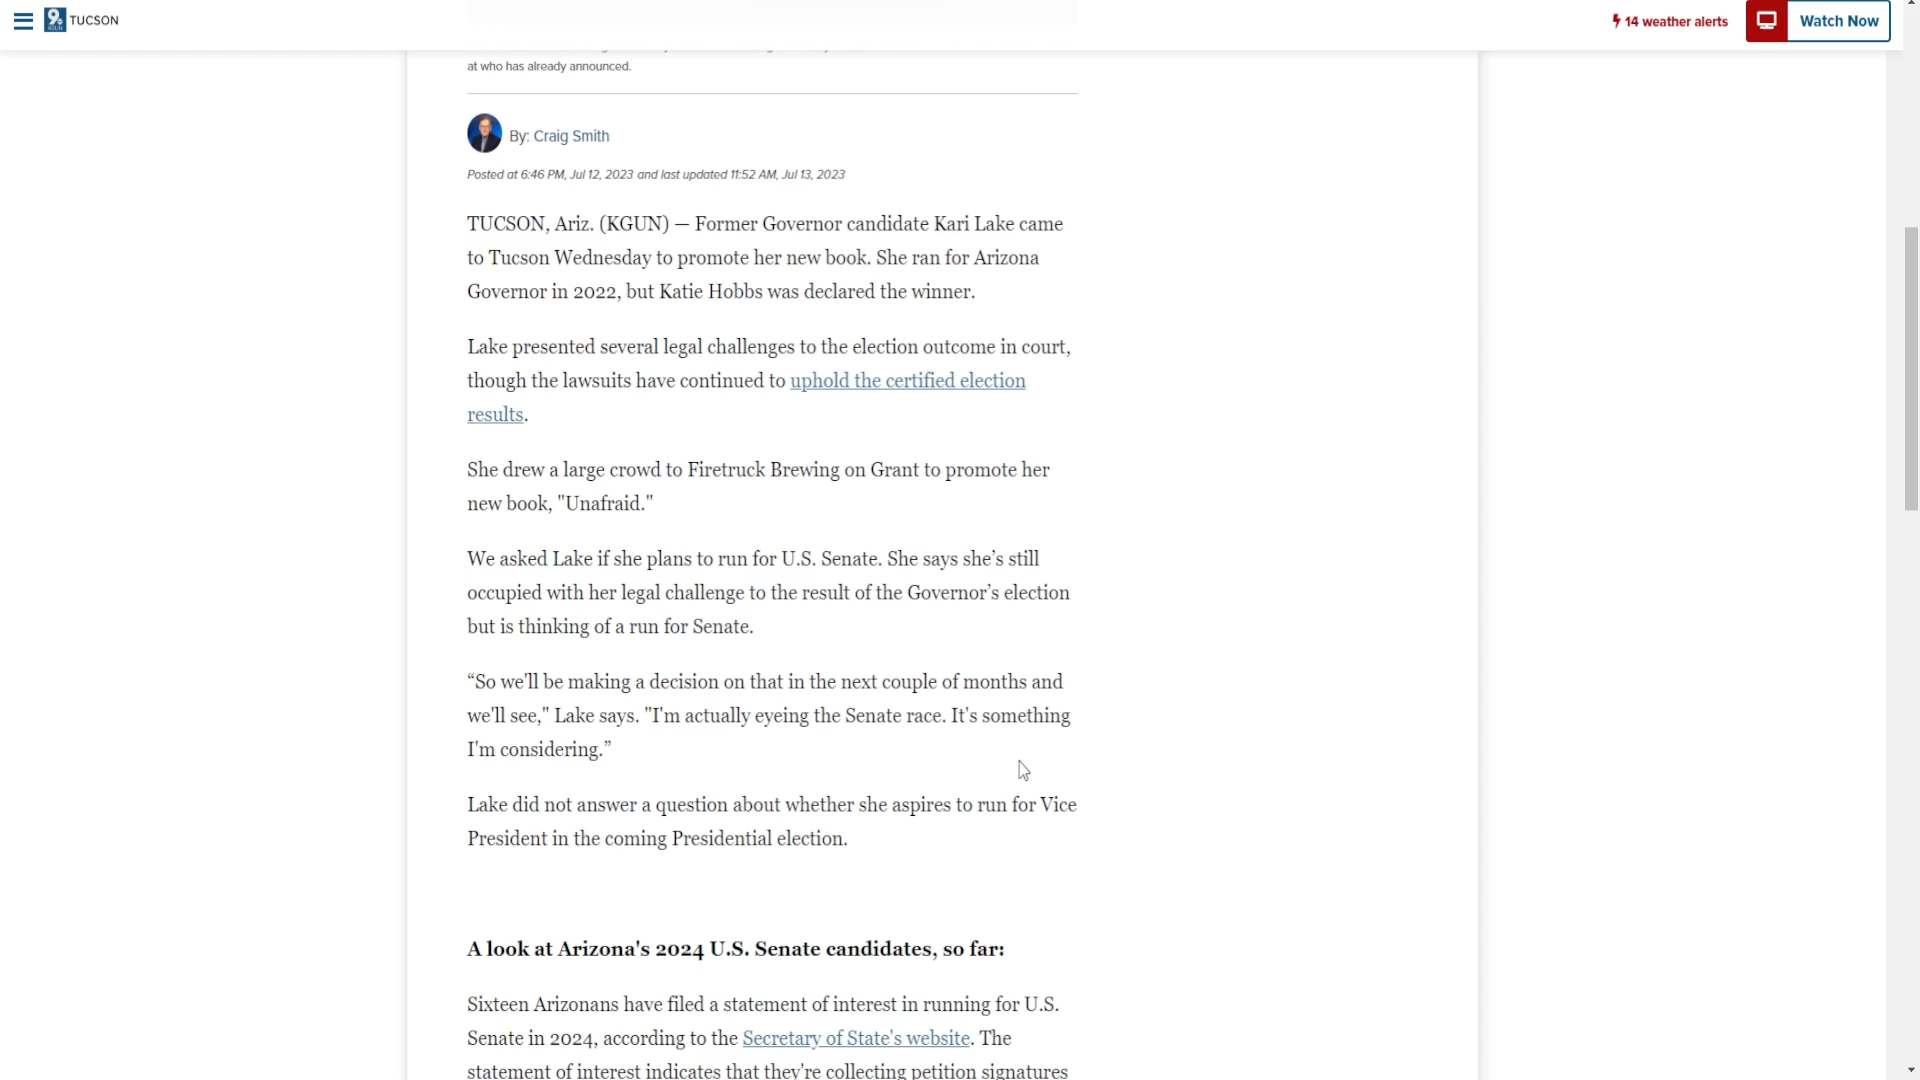 TUCSON
14 weather alerts
Watch Now
at who has already announced.
By: Craig Smith
Posted at 6:46 PM, Jul 12, 2023 and last updated 11:52 AM, Jul 13, 2023
TUCSON, Ariz. (KGUN) — Former Governor candidate Kari Lake came
to Tucson Wednesday to promote her new book. She ran for Arizona
Governor in 2022, but Katie Hobbs was declared the winner.
Lake presented several legal challenges to the election outcome in court,
though the lawsuits have continued to uphold the certified election
results.
She drew a large crowd to Firetruck Brewing on Grant to promote her
new book, "Unafraid."
We asked Lake if she plans to run for U.S. Senate. She says she’s still
occupied with her legal challenge to the result of the Governor’s election
but is thinking of a run for Senate.
“So we'll be making a decision on that in the next couple of months and
we'll see," Lake says. "I'm actually eyeing the Senate race. It's something
I'm considering.”
Lake did not answer a question about whether she aspires to run for Vice
President in the coming Presidential election.
A look at Arizona's 2024 U.S. Senate candidates, so far:
Sixteen Arizonans have filed a statement of interest in running for U.S.
Senate in 2024, according to the Secretary of State's website. The
statement of interest indicates that they're collecting petition signatures